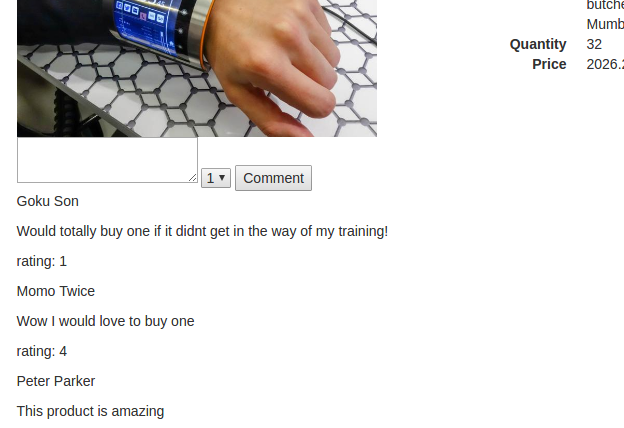 butche
Mumb
Quantity 32
Price 2026.2
1 Comment
Goku Son
Would totally buy one if it didnt get in the way of my training!
rating: 1
Momo Twice
Wow I would love to buy one
rating: 4
Peter Parker
This product is amazing